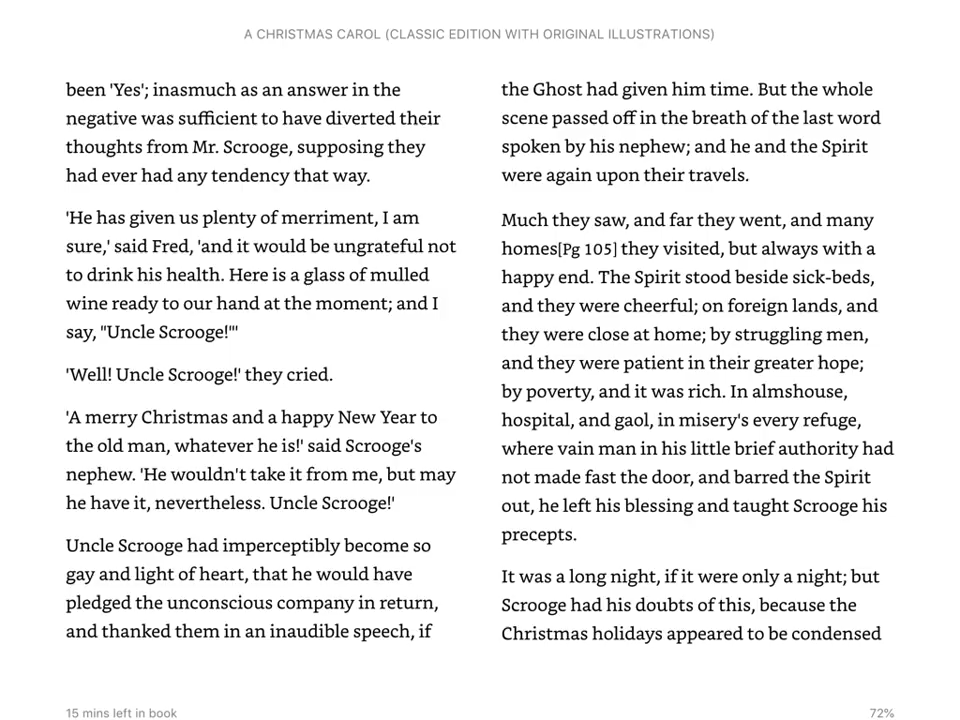 A CHRISTMAS CAROL (CLASSIC EDITION WITH ORIGINAL ILLUSTRATIONS)
been 'Yes'; inasmuch as an answer in the
negative was sufficient to have diverted their
thoughts from Mr. Scrooge, supposing they
had ever had any tendency that way.
'He has given us plenty of merriment, I am
sure,' said Fred, 'and it would be ungrateful not
to drink his health. Here is a glass of mulled
wine ready to our hand at the moment; and I
say, "Uncle Scrooge!"'
'Well! Uncle Scrooge!' they cried.
'A merry Christmas and a happy New Year to
the old man, whatever he is!' said Scrooge's
nephew. 'He wouldn't take it from me, but may
he have it, nevertheless. Uncle Scrooge!'
Uncle Scrooge had imperceptibly become so
gay and light of heart, that he would have
pledged the unconscious company in return,
and thanked them in an inaudible speech, if
the Ghost had given him time. But the whole
scene passed off in the breath of the last word
spoken by his nephew; and he and the Spirit
were again upon their travels.
Much they saw, and far they went, and many
homes[Pg 105] they visited, but always with a
happy end. The Spirit stood beside sick-beds,
and they were cheerful; on foreign lands, and
they were close at home; by struggling men,
and they were patient in their greater hope;
by poverty, and it was rich. In almshouse,
hospital, and gaol, in misery's every refuge,
where vain man in his little brief authority had
not made fast the door, and barred the Spirit
out, he left his blessing and taught Scrooge his
precepts.
It was a long night, if it were only a night; but
Scrooge had his doubts of this, because the
Christmas holidays appeared to be condensed
15 mins left in book
72%